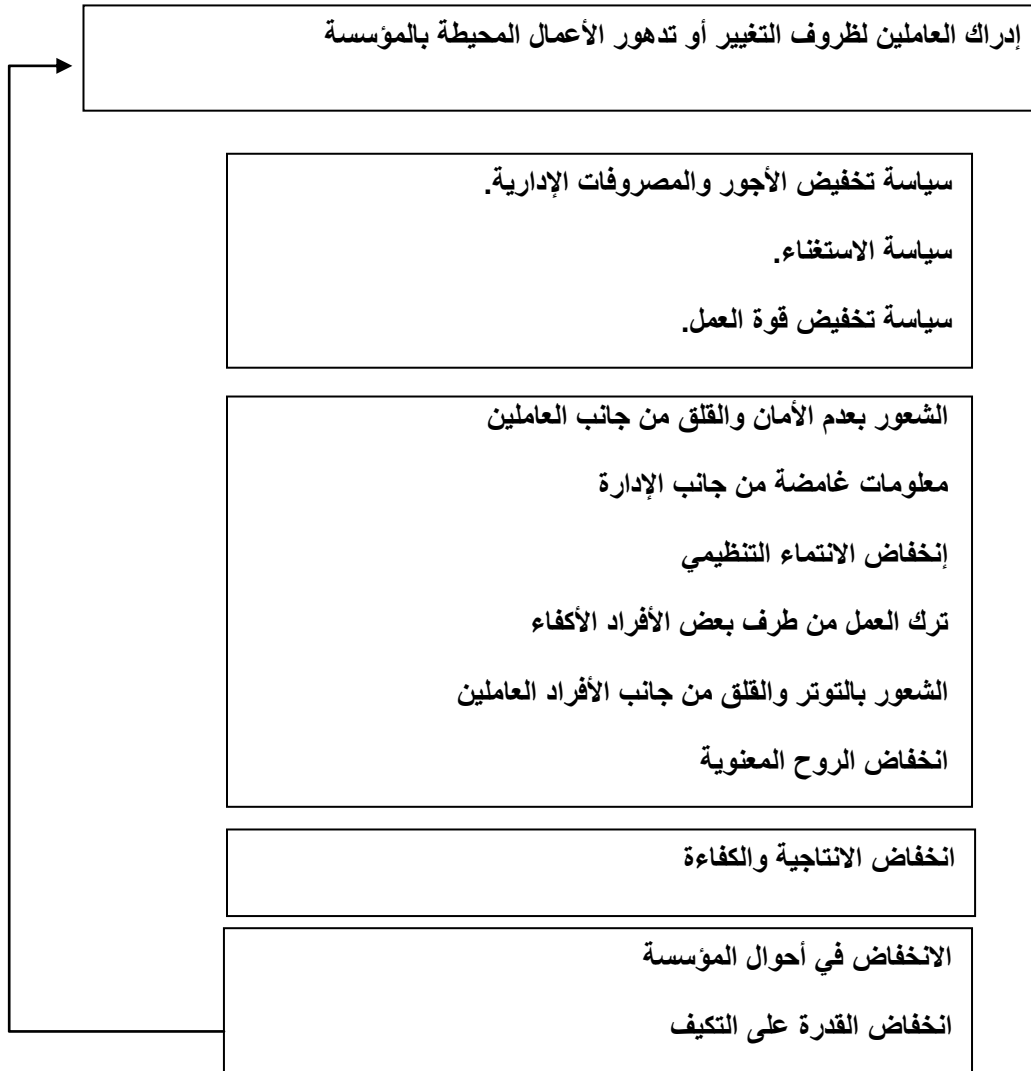 إدراك العاملين لظروف التغيير أو تدهور الأعمال المحيطة بالمؤسسة
سياسة تخفيض الأجور والمصروفات الإدارية.
سياسة الاستغناء.
سياسة تخفيض قوة العمل.
الشعور بعدم الأمان والقلق من جانب العاملين
معلومات غامضة من جانب الإدارة
إنخفاض الانتماء التنظيمي
ترك العمل من طرف بعض الأفراد الأكفاء
الشعور بالتوتر والقلق من جانب الأفراد العاملين
انخفاض الروح المعنوية
انخفاض الانتاجية والكفاءة
الانخفاض في أحوال المؤسسة
انخفاض القدرة على التكيف